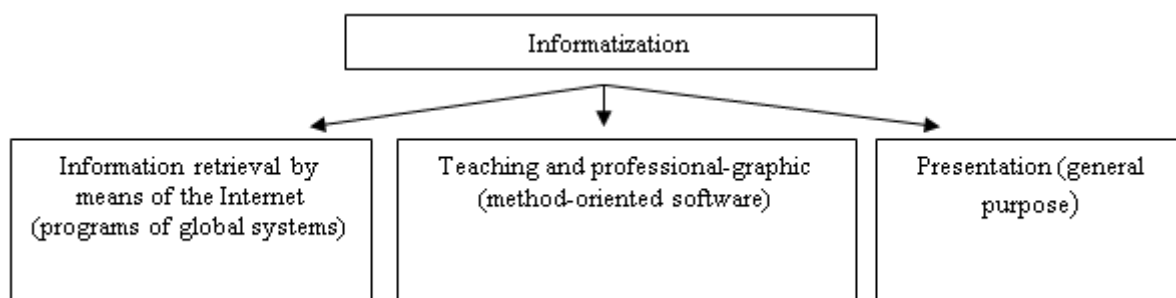 Informatization
Information retrieval by
means of the Internet
(programs of global systems)
Teaching and professional-graphic
(method-oriented software)
Presentation (general
purpose)